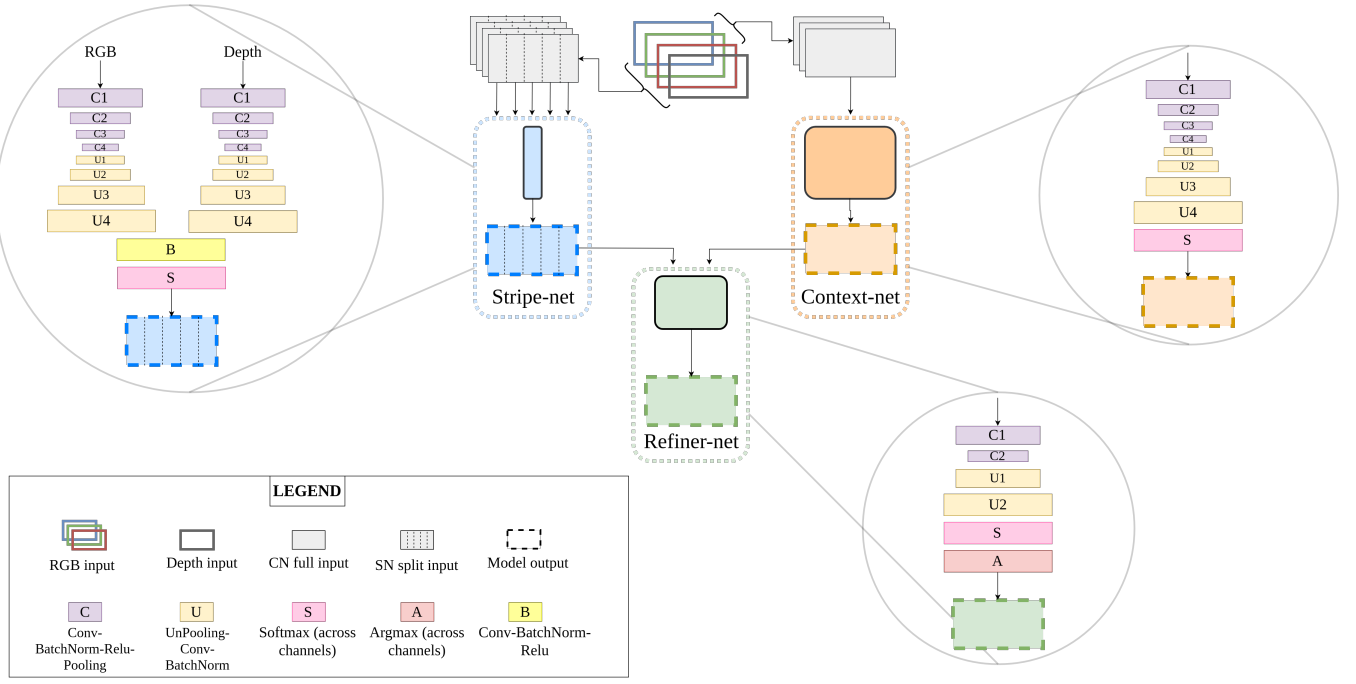 RGB
Depth
C1
C1
C2
C2
C3
C3
C4
C4
U1
U1
U2
U2
U3
U3
U4
U4
B
S
Stripe-net
Context-net
Refiner-net
C1
C2
C3
C4
U1
U2
U3
U4
S
C1
C2
U1
U2
S
A
LEGEND
RGB input
Depth input
CN full input
SN split input
Model output
C
U
S
A
B
Conv-
BatchNorm-Relu-
Pooling
UnPooling-
Conv-
BatchNorm
Softmax (across
channels)
Argmax (across
channels)
Conv-BatchNorm-
Relu